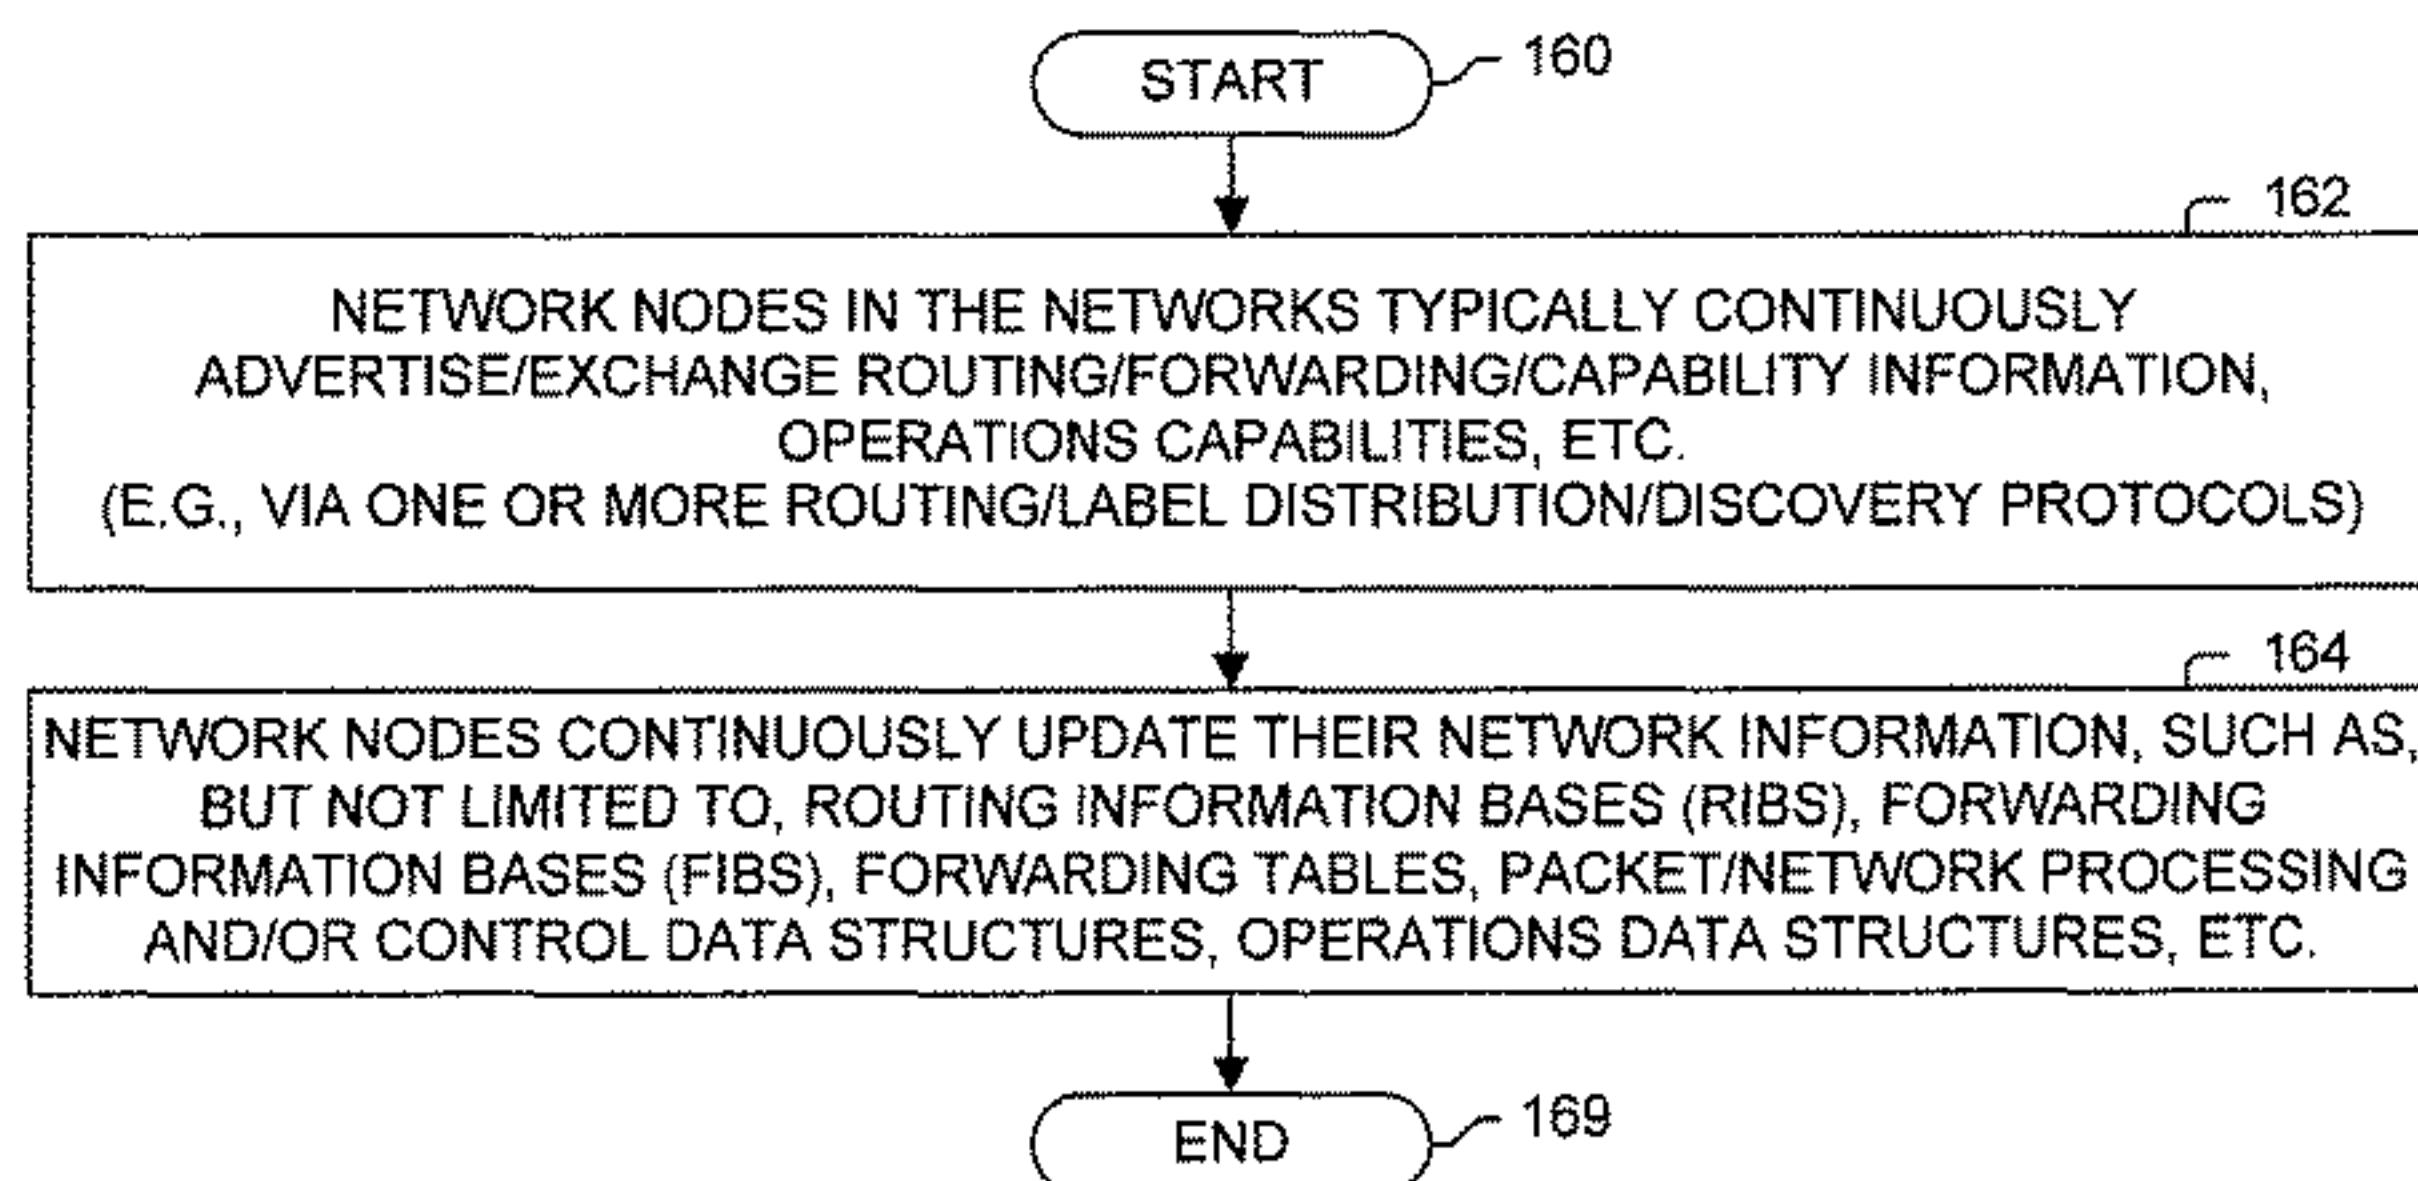 START
160
162
NETWORK NODES IN THE NETWORKS TYPICALLY CONTINUOUSLY
ADVERTISE/EXCHANGE ROUTING/FORWARDING/CAPABILITY INFORMATION,
OPERATIONS CAPABILITIES, ETC.
(E.G., VIA ONE OR MORE ROUTING/LABEL DISTRIBUTION/DISCOVERY PROTOCOLS)
164
NETWORK NODES CONTINUOUSLY UPDATE THEIR NETWORK INFORMATION, SUCH AS,
BUT NOT LIMITED TO, ROUTING INFORMATION BASES (RIBS), FORWARDING
INFORMATION BASES (FIBS), FORWARDING TABLES, PACKET/NETWORK PROCESSING
AND/OR CONTROL DATA STRUCTURES, OPERATIONS DATA STRUCTURES, ETC.
END
169